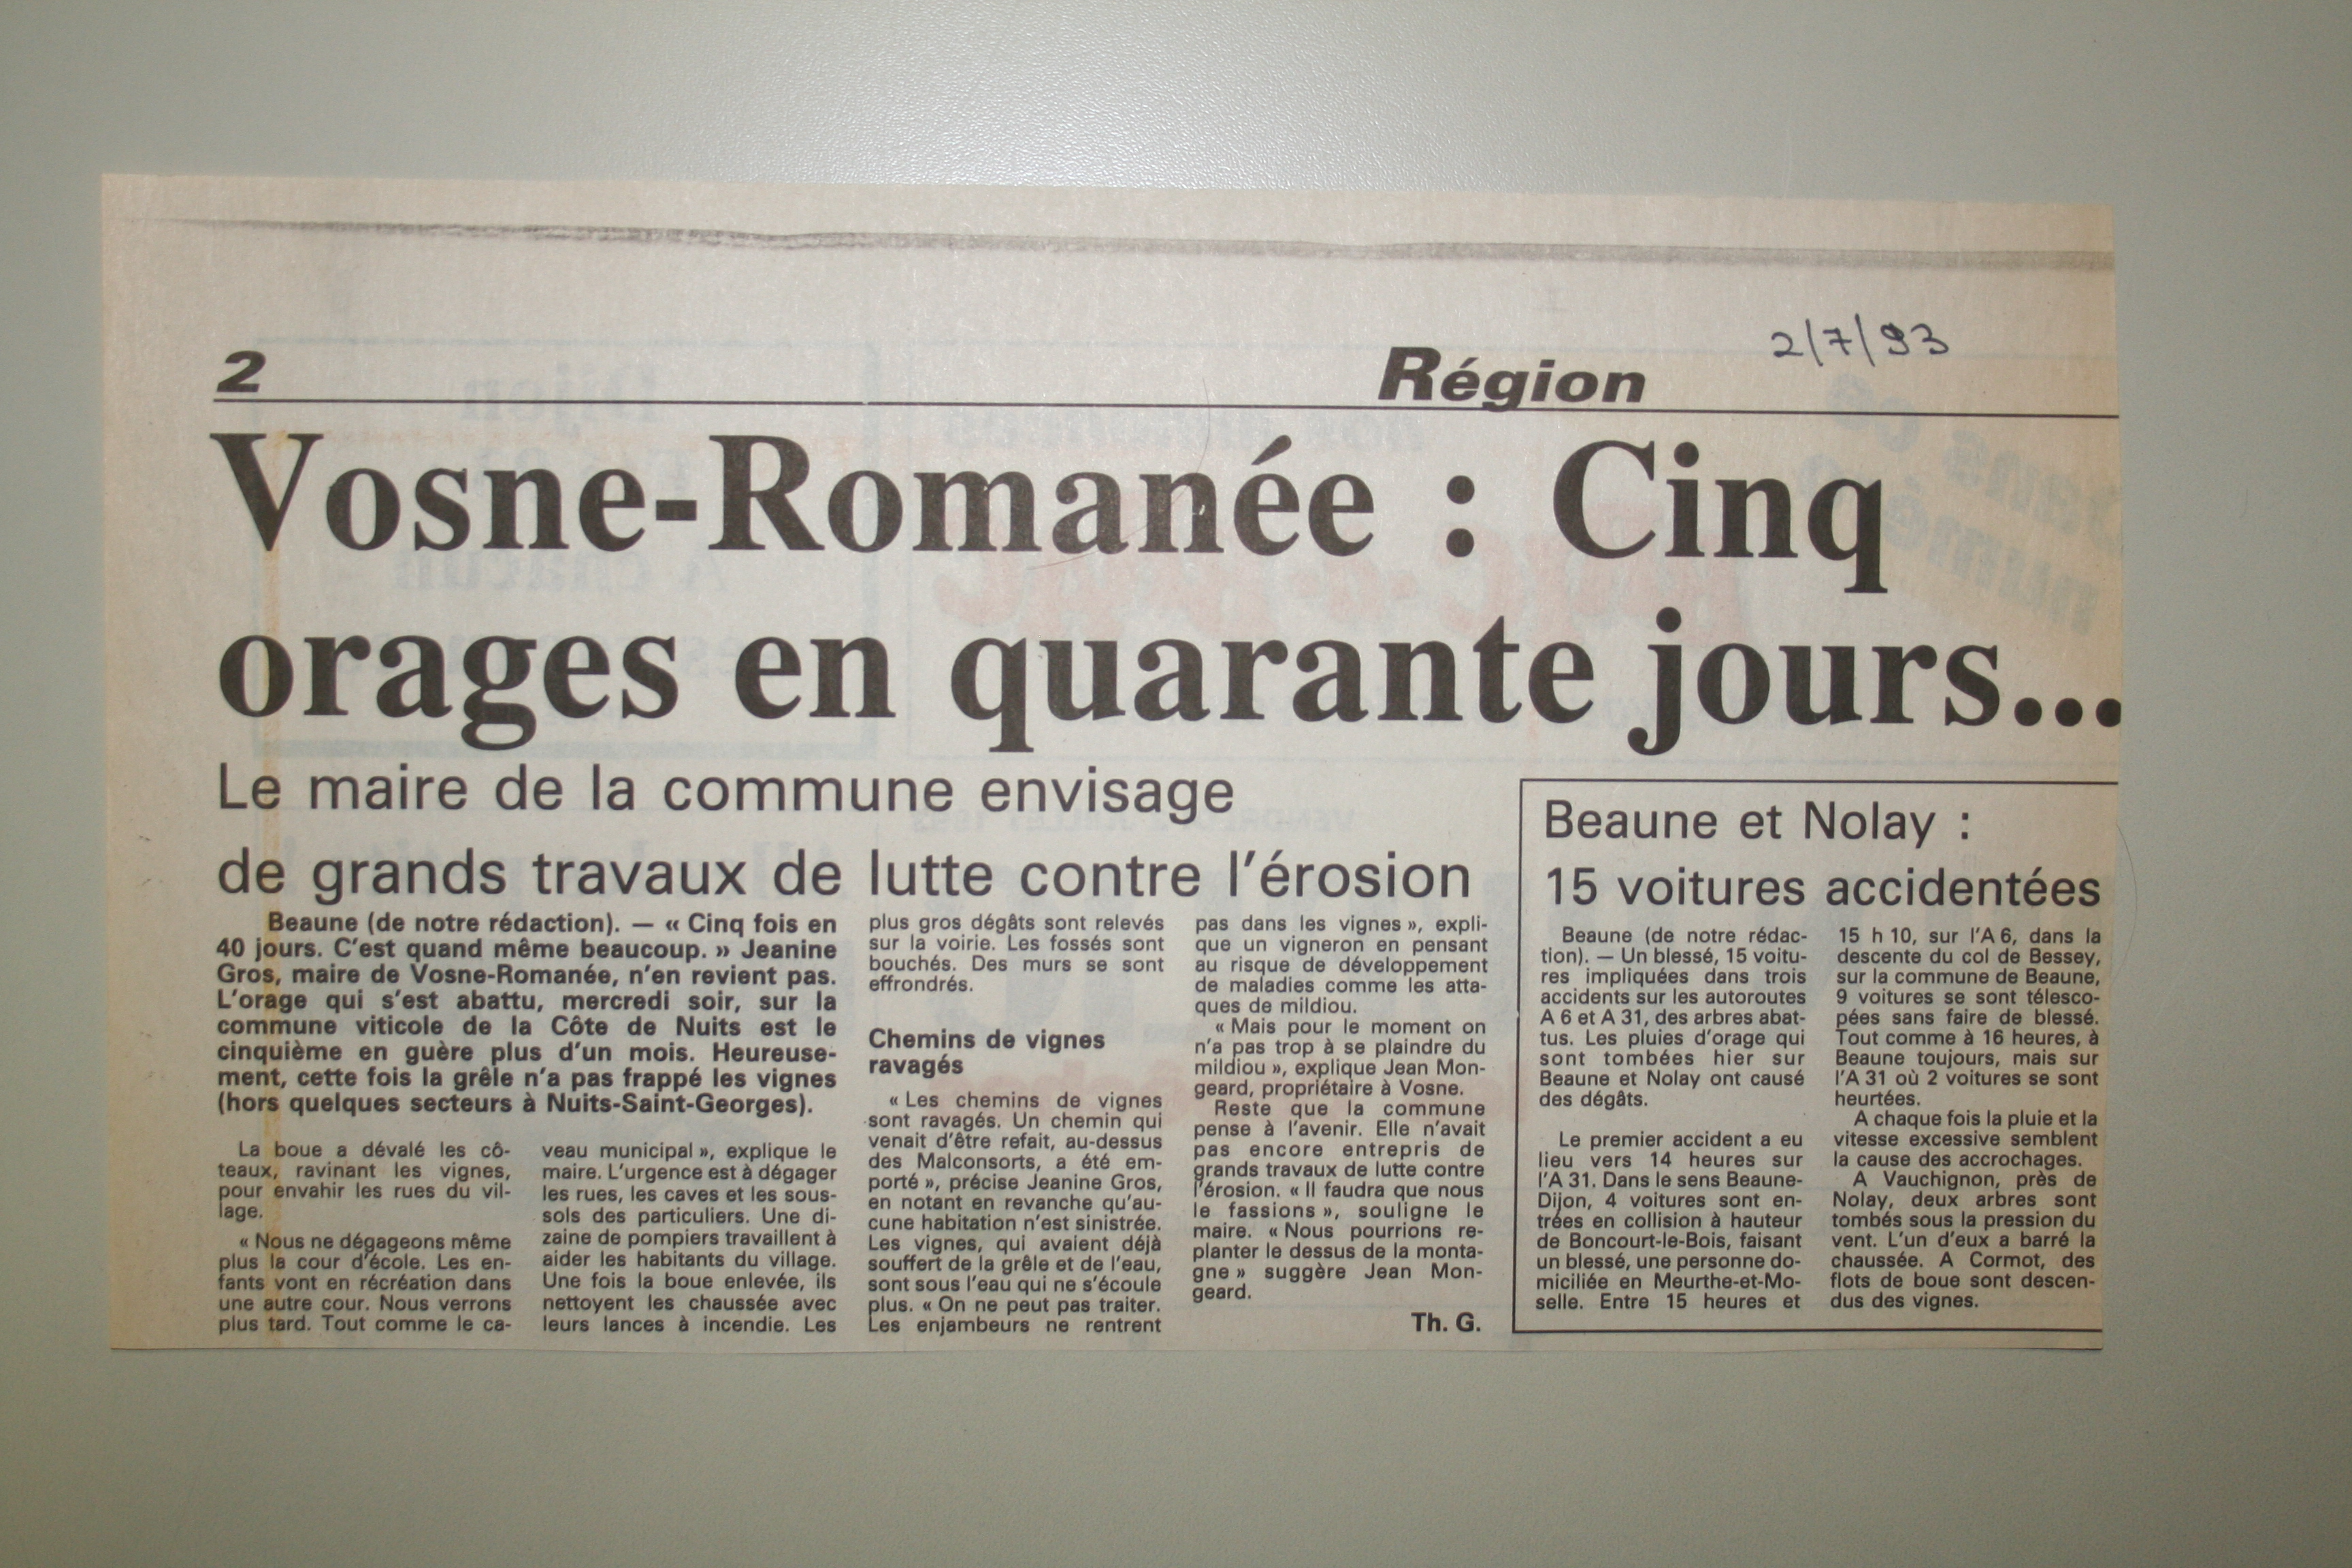 2
Région
2/7/93
Vosne-Romanée : Cinq
orages en quarante jours...
Le maire de la commune envisage
de grands travaux de lutte contre l'érosion
Beaune (de notre rédaction). — « Cinq fois en
40 jours. C'est quand même beaucoup. » Jeanine
Gros, maire de Vosne-Romanée, n'en revient pas.
L'orage qui s'est abattu, mercredi soir, sur la
commune viticole de la Côte de Nuits est le
cinquième en guère plus d'un mois. Heureuse-
ment, cette fois la grêle n'a pas frappé les vignes
(hors quelques secteurs à Nuits-Saint-Georges).
La boue a dévalé les cô-
teaux, ravinant les vignes,
pour envahir les rues du vil-
lage.
« Nous ne dégageons même
plus la cour d'école. Les en-
fants vont en récréation dans
une autre cour. Nous verrons
plus tard. Tout comme le ca-
veau municipal », explique le
maire. L'urgence est à dégager
les rues, les caves et les sous-
sols des particuliers. Une di-
zaine de pompiers travaillent à
aider les habitants du village.
Une fois la boue enlevée, ils
nettoyent les chaussée avec
leurs lances à incendie. Les
plus gros dégâts sont relevés
sur la voirie. Les fossés sont
bouchés. Des murs se sont
effrondrés.
Chemins de vignes
ravagés
« Les chemins de vignes
sont ravagés. Un chemin qui
venait d'être refait, au-dessus
des Malconsorts, a été em-
porté », précise Jeanine Gros,
en notant en revanche qu'au-
cune habitation n'est sinistrée.
Les vignes, qui avaient déjà
souffert de la grêle et de l'eau,
sont sous l'eau qui ne s'écoule
plus. « On ne peut pas traiter.
Les enjambeurs ne rentrent
pas dans les vignes », expli-
que un vigneron en pensant
au risque de développement
de maladies comme les atta-
ques de mildiou.
« Mais pour le moment on
n'a pas trop à se plaindre du
mildiou », explique Jean Mon-
geard, propriétaire à Vosne.
Reste que la commune
pense à l'avenir. Elle n'avait
pas encore entrepris de
grands travaux de lutte contre
l'érosion. « Il faudra que nous
le fassions », souligne le
maire. « Nous pourrions re-
planter le dessus de la monta-
gne » suggère Jean Mon-
geard.
Th. G.
Beaune et Nolay :
15 voitures accidentées
Beaune (de notre rédac-
tion). — Un blessé, 15 voitu-
res impliquées dans trois
accidents sur les autoroutes
A 6 et A 31, des arbres abat-
tus. Les pluies d'orage qui
sont tombées hier sur
Beaune et Nolay ont causé
des dégâts.
Le premier accident a eu
lieu vers 14 heures sur
l'A 31. Dans le sens Beaune-
Dijon, 4 voitures sont en-
trées en collision à hauteur
de Boncourt-le-Bois, faisant
un blessé, une personne do-
miciliée en Meurthe-et-Mo-
selle. Entre 15 heures et
15 h 10, sur l'A 6, dans la
descente du col de Bessey,
sur la commune de Beaune,
9 voitures se sont télesco-
pées sans faire de blessé.
Tout comme à 16 heures, à
Beaune toujours, mais sur
l'A 31 où 2 voitures se sont
heurtées.
A chaque fois la pluie et la
vitesse excessive semblent
la cause des accrochages.
A Vauchignon, près de
Nolay, deux arbres sont
tombés sous la pression du
vent. L'un d'eux a barré la
chaussée. A Cormot, des
flots de boue sont descen-
dus des vignes.